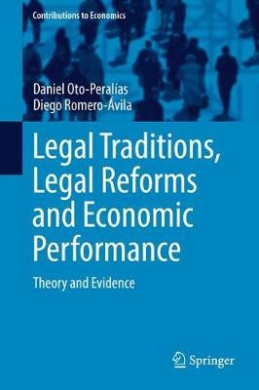 Contributions to Economics
Daniel Oto-Peralías
Diego Romero-Ávila
Legal Traditions,
Legal Reforms
and Economic
Performance
Theory and Evidence
Springer